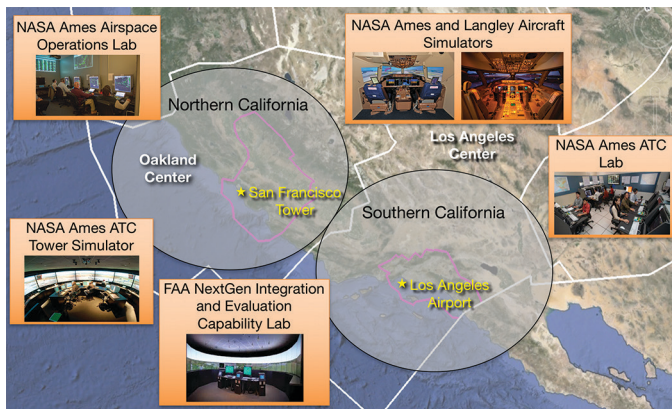 NASA Ames Airspace
Operations Lab
NASA Ames and Langley Aircraft
Simulators
Northern California
Oakland
Center
Los Angeles
Center
NASA Ames ATC
Lab
San Francisco
Tower
Southern California
NASA Ames ATC
Tower Simulator
FAA NextGen Integration
and Evaluation
Capability Lab
Los Angeles
Airport